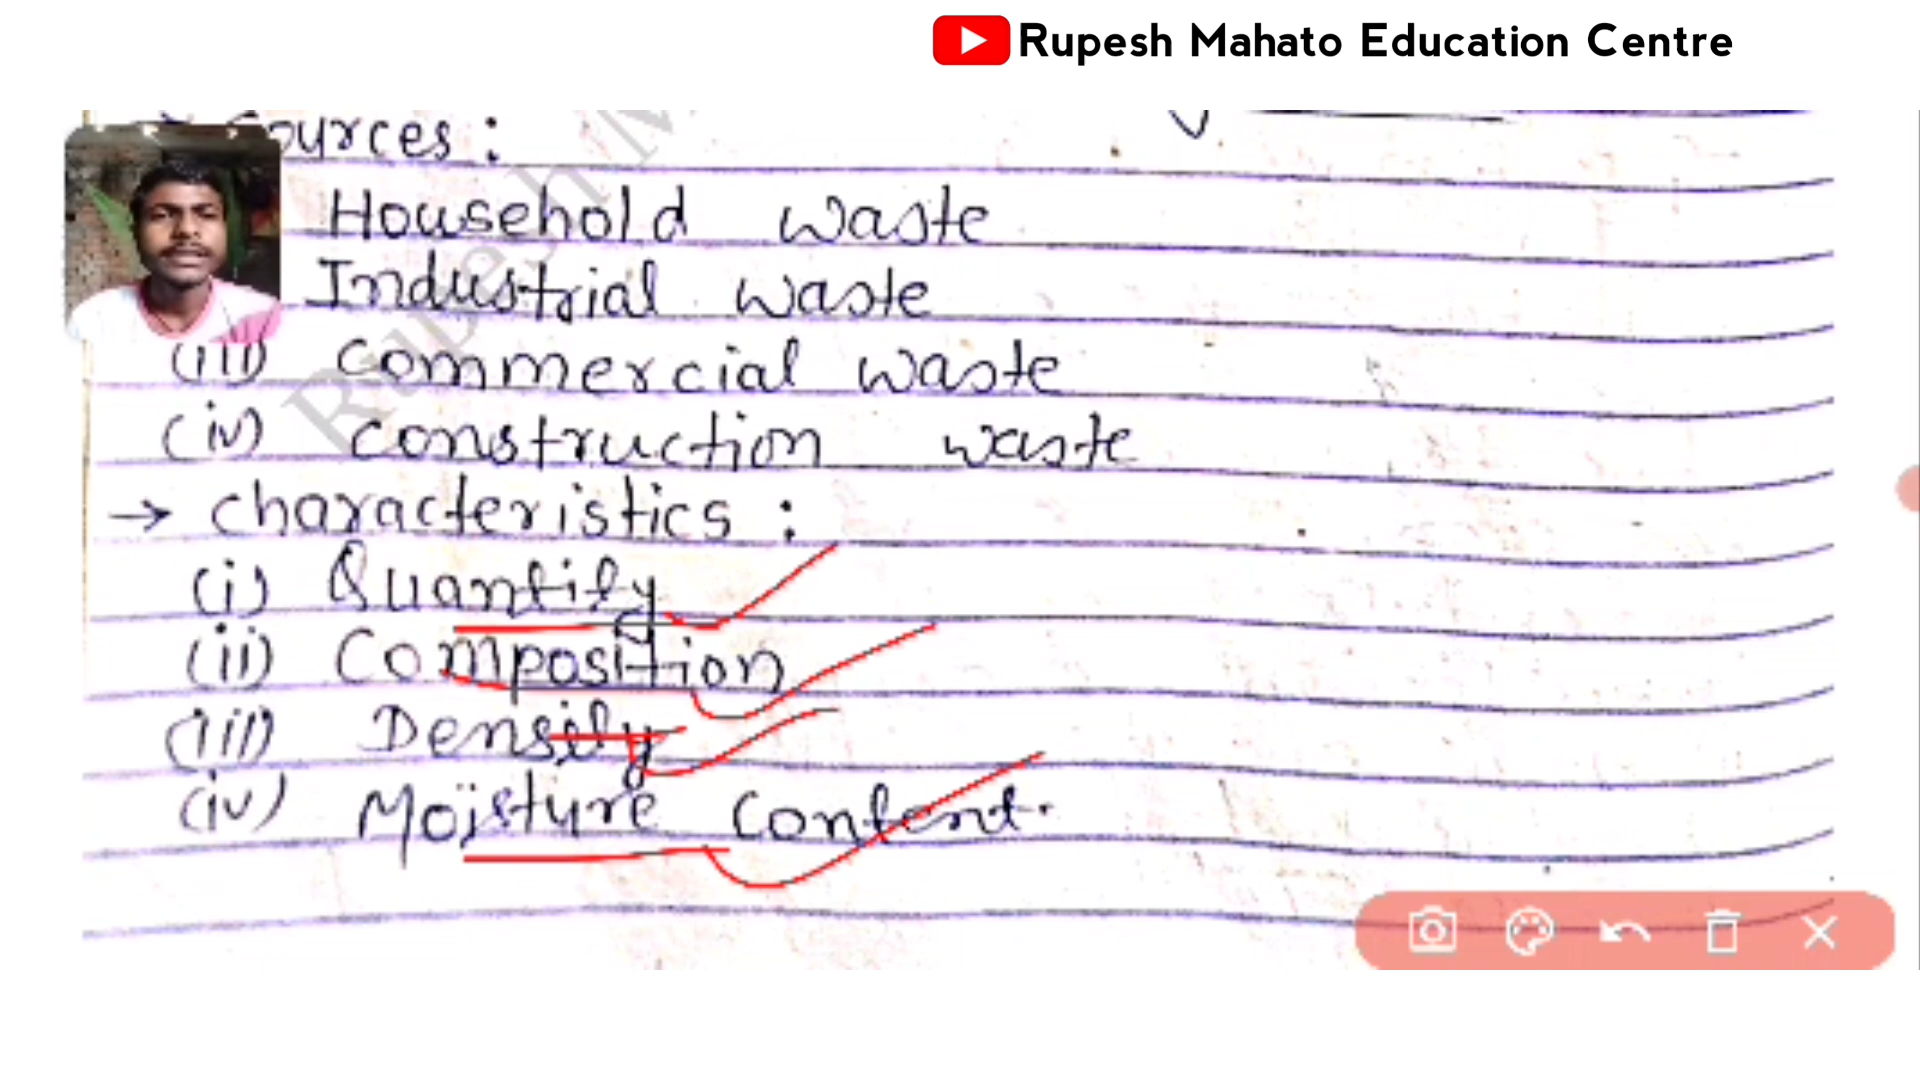 Rupesh Mahato Education Centre
Sources :
Household waste
Industrial waste
(iii) Commercial waste
(iv) construction waste
→ characteristics :
(i) Quantity
(ii) Composition
(iii) Density
(iv) Moisture content.
Rupesh M